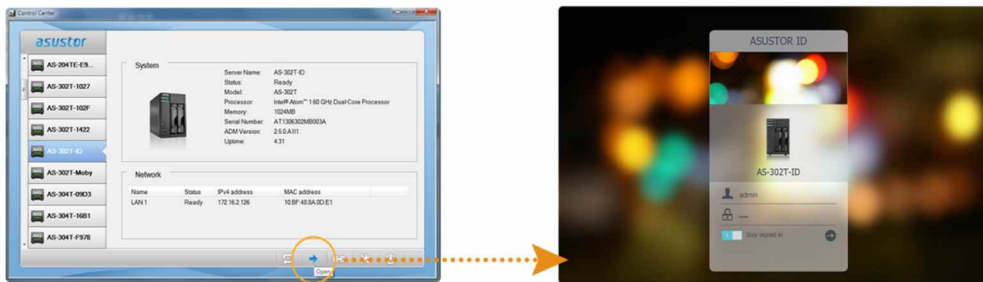 Control Center
asustor
AS-204TE-E9...
AS-302T-1027
AS-302T-102F
AS-302T-1422
AS-302T-ID
AS-302T-Moby
AS-304T-09D3
AS-304T-16B1
AS-304T-F978
System
Server Name: AS-302T-ID
Status: Ready
Model: AS-302T
Processor: Intel® Atom™ 1.60 GHz Dual-Core Processor
Memory: 1024MB
Serial Number: AT1306302MB003A
ADM Version: 2.5.0.A1I1
Uptime: 4:31
Network
Name Status IPv4 address MAC address
LAN 1 Ready 172.16.2.126 10:BF:48:8A:0D:E1
Open
ASUSTOR ID
AS-302T-ID
admin
Stay signed in